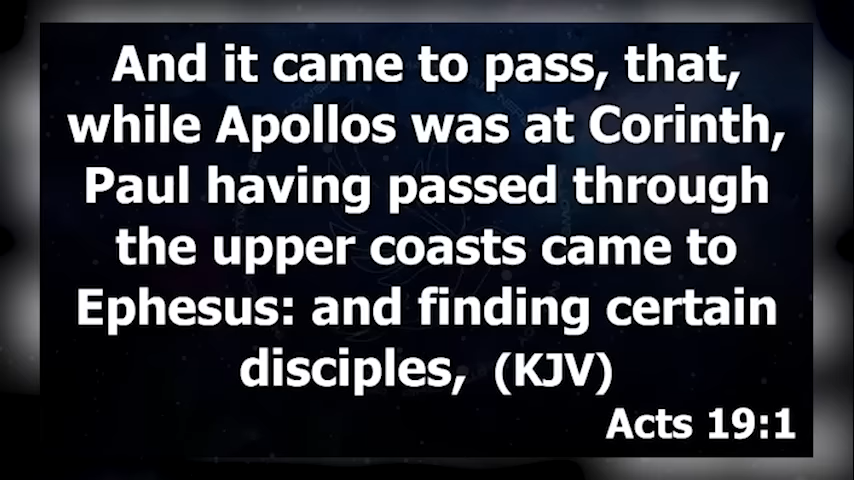 And it came to pass, that,
while Apollos was at Corinth,
Paul having passed through
the upper coasts came to
Ephesus: and finding certain
disciples, (KJV)
Acts 19:1